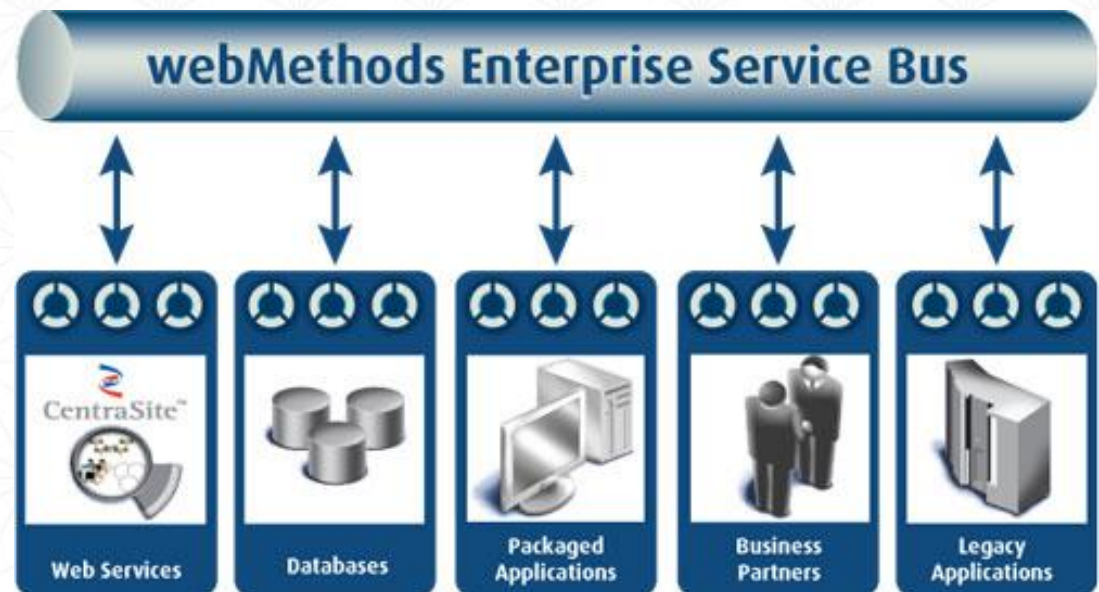 webMethods Enterprise Service Bus
CentraSite™
Web Services
Databases
Packaged
Applications
Business
Partners
Legacy
Applications